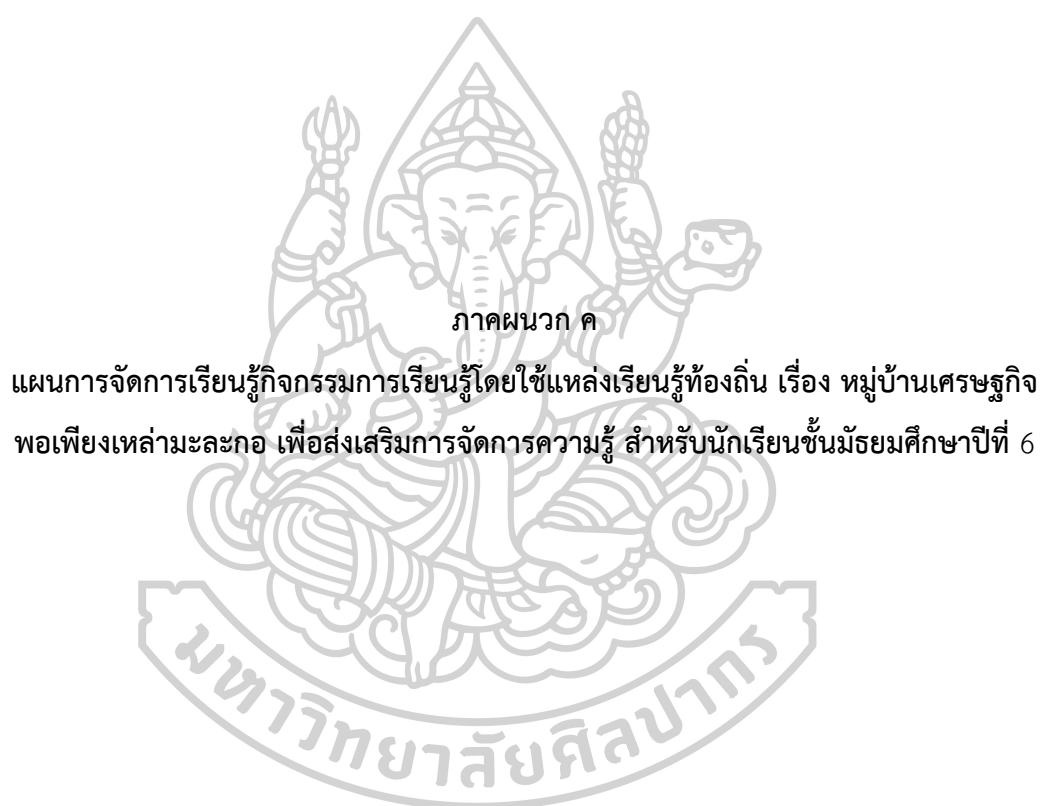 ภาคผนวก ค
แผนการจัดการเรียนรู้กิจกรรมการเรียนรู้โดยใช้แหล่งเรียนรู้ท้องถิ่น เรื่อง หมู่บ้านเศรษฐกิจ
พอเพียงเหล่ามะละกอ เพื่อส่งเสริมการจัดการความรู้ สำหรับนักเรียนชั้นมัธยมศึกษาปีที่ 6
มหาวิทยาลัยศิลปากร